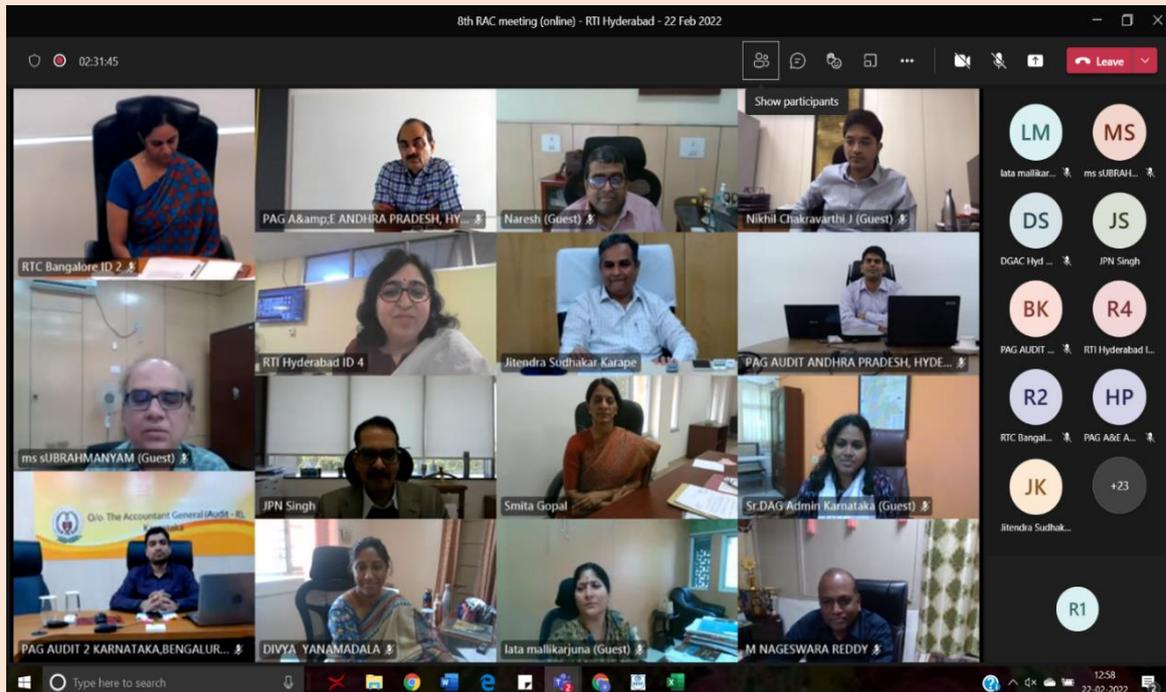 8th RAC meeting (online) - RTI Hyderabad - 22 Feb 2022
02:31:45
Leave
Show participants
RTC Bangalore ID 2
PAG A&amp;E ANDHRA PRADESH, HY...
Naresh (Guest)
Nikhil Chakravarthi J (Guest)
ms sUBRAHMANYAM (Guest)
RTI Hyderabad ID 4
Jitendra Sudhakar Karape
PAG AUDIT ANDHRA PRADESH, HYDE...
JPN Singh
Smita Gopal
Sr.DAG Admin Karnataka (Guest)
O/o The Accountant General (Audit - II),
Karnataka
PAG AUDIT 2 KARNATAKA,BENGALUR...
DIVYA YANAMADALA
lata mallikarjuna (Guest)
M NAGESWARA REDDY
LM
MS
lata mallikar...
ms sUBRAH...
DS
JS
DGAC Hyd ...
JPN Singh
BK
R4
PAG AUDIT ...
RTI Hyderabad I...
R2
HP
RTC Bangal...
PAG A&E A...
JK
+23
Jitendra Sudhak...
R1
Type here to search
12:58
22-02-2022